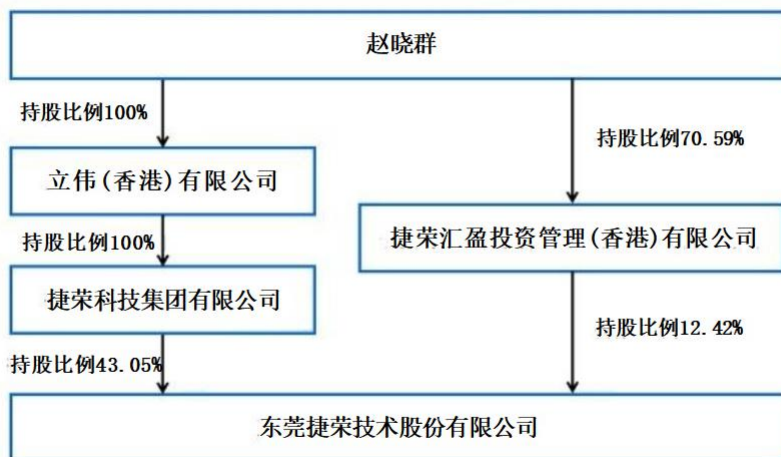 赵晓群
持股比例100%
持股比例70.59%
立伟(香港)有限公司
捷荣汇盈投资管理(香港)有限公司
持股比例100%
捷荣科技集团有限公司
持股比例12.42%
持股比例43.05%
东莞捷荣技术股份有限公司